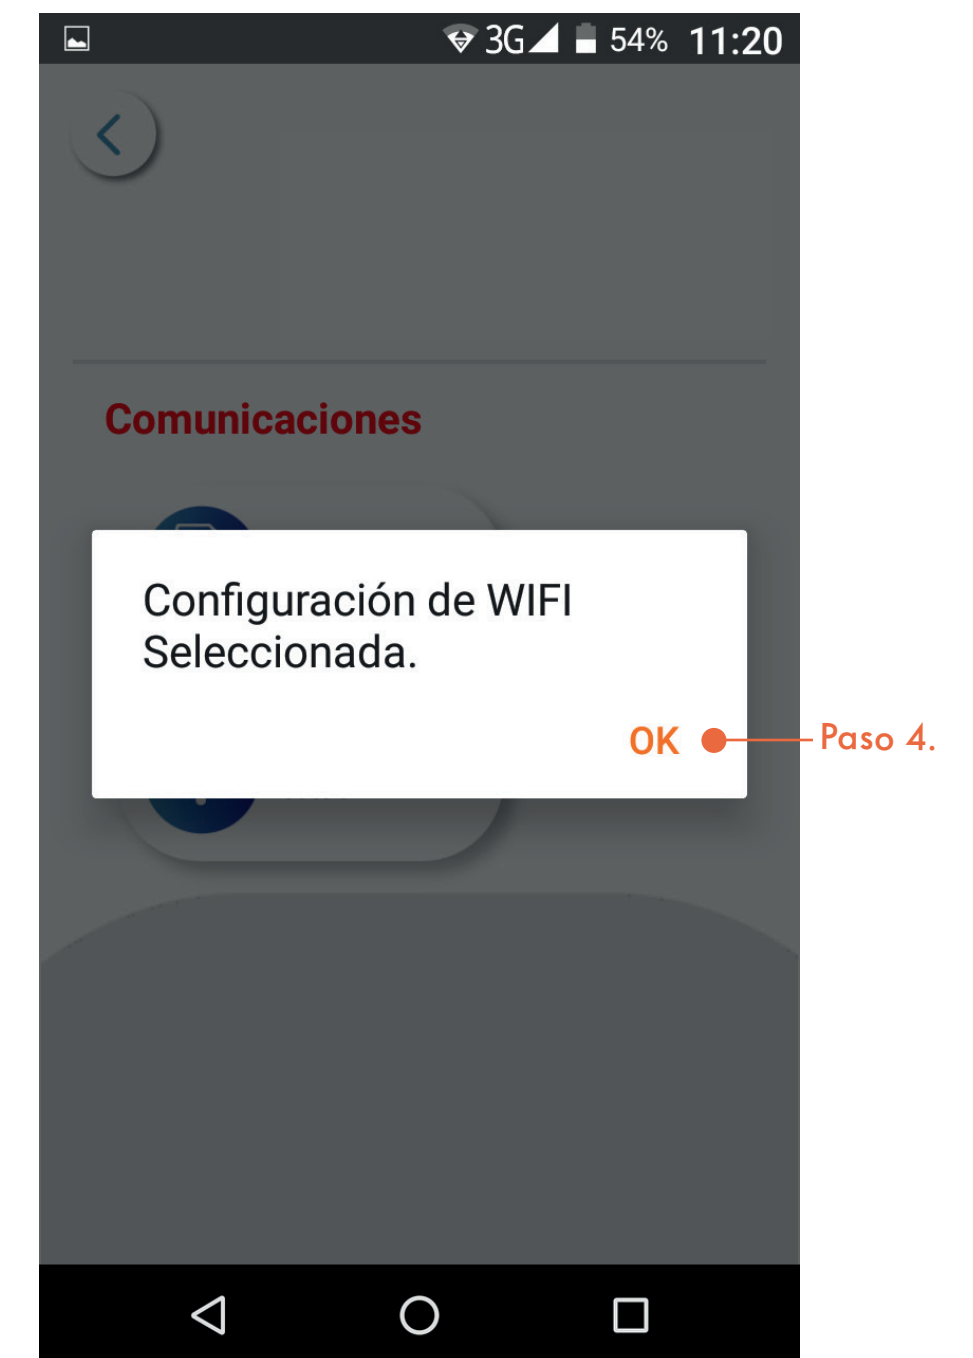 3G 54% 11:20
Comunicaciones
Configuración de WIFI
Seleccionada.
OK
Paso 4.